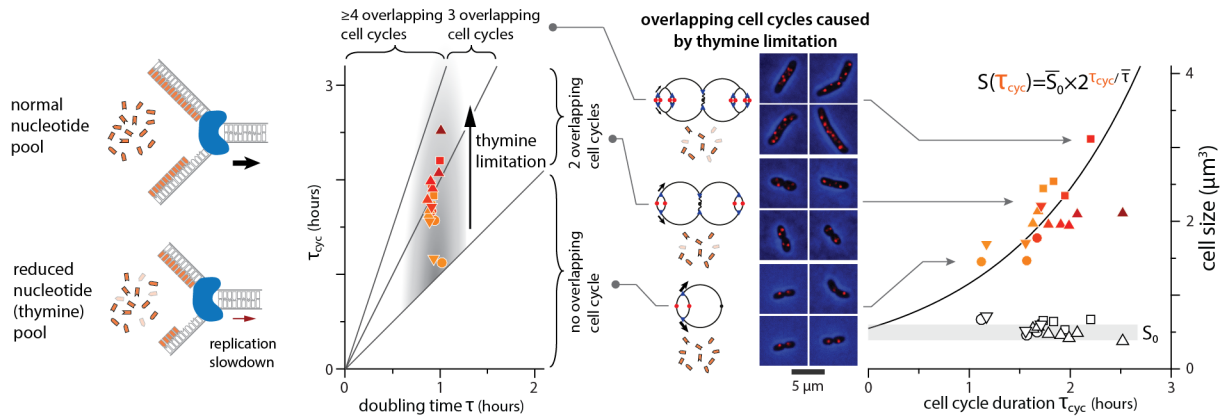 normal
nucleotide
pool
reduced
nucleotide
(thymine)
pool
replication
slowdown
≥4 overlapping
cell cycles
3 overlapping
cell cycles
τcyc (hours)
3
0
0
1
2
doubling time τ (hours)
thymine
limitation
2 overlapping
cell cycles
no overlapping
cell cycle
overlapping cell cycles caused
by thymine limitation
5 µm
S(τcyc)=S̅0×2^τcyc/τ̅
S0
4
2
0
cell size (µm³)
0
1
2
3
cell cycle duration τcyc (hours)